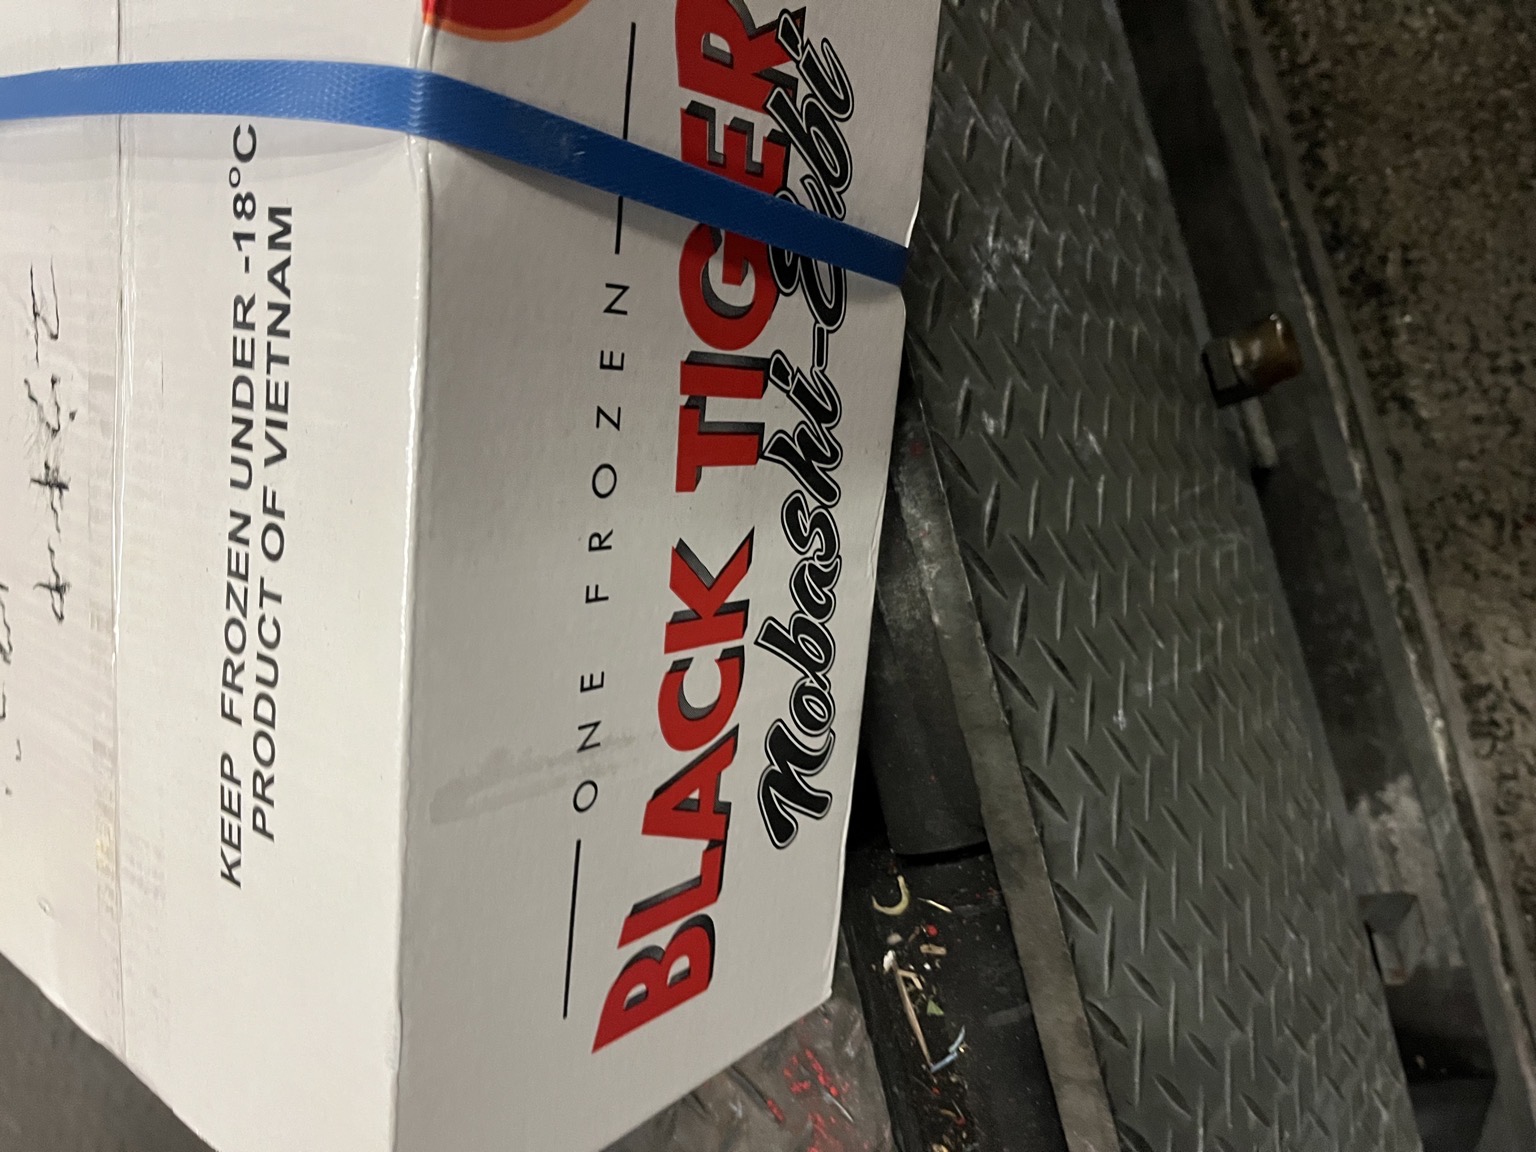 KEEP FROZEN UNDER -18°C
PRODUCT OF VIETNAM
ONE FROZEN
BLACK TIGER
Nobashi-Ebi